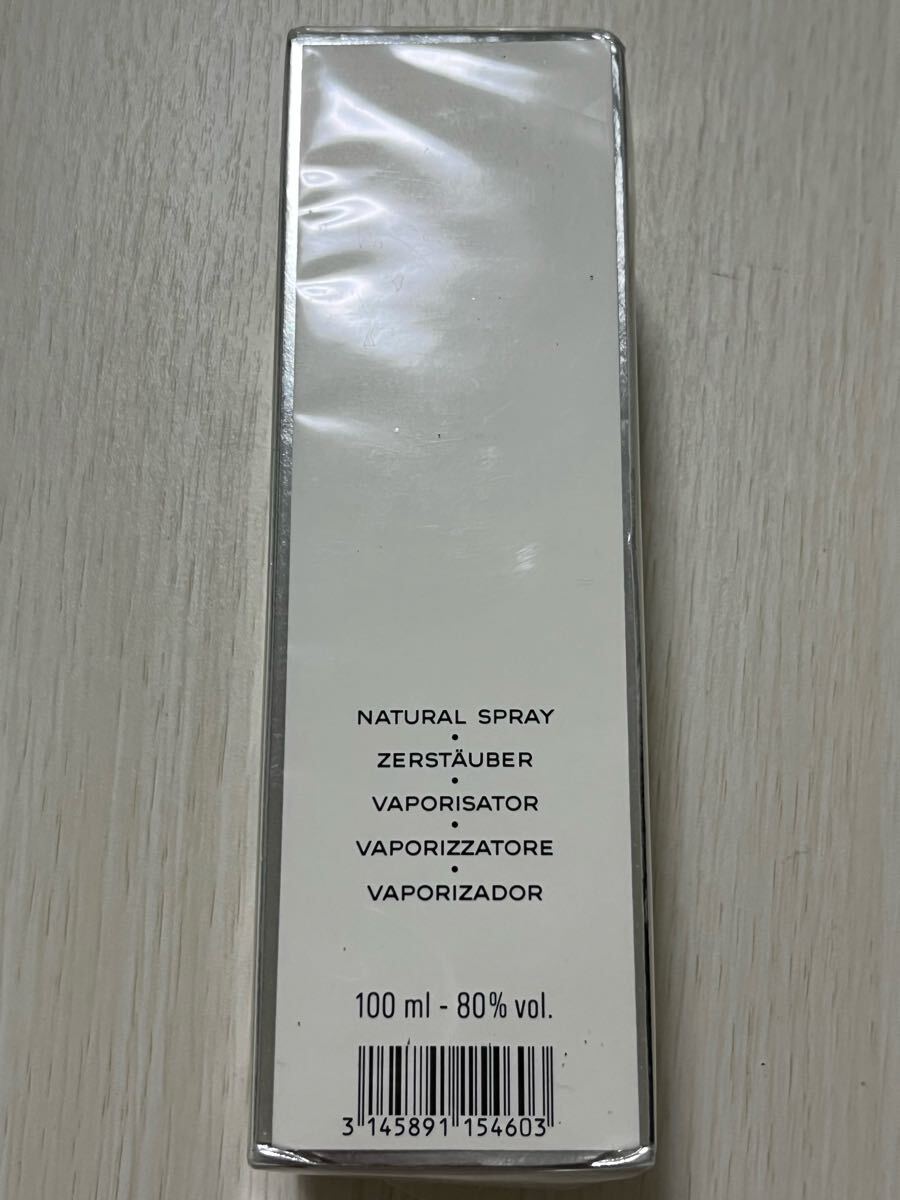 NATURAL SPRAY
•
ZERSTÄUBER
•
VAPORISATOR
•
VAPORIZZATORE
•
VAPORIZADOR
100 ml - 80% vol.
3 145891 154603